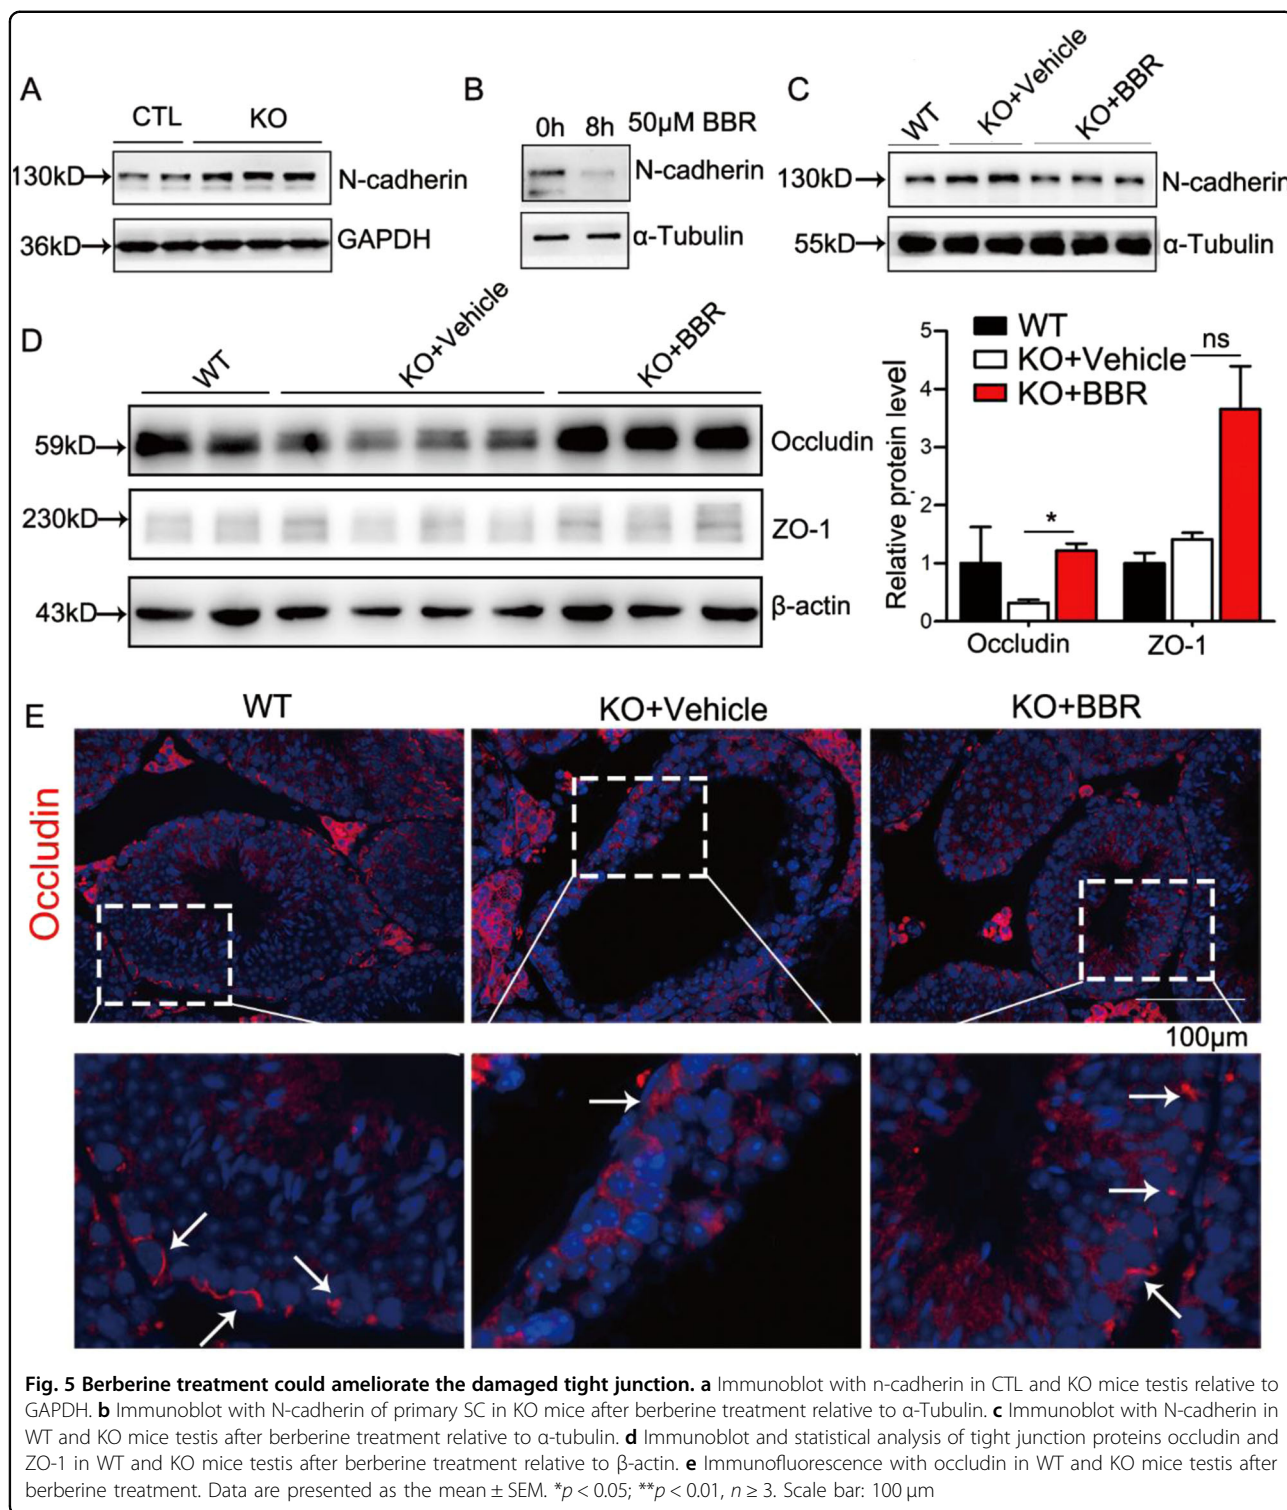 A
CTL KO
130kD N-cadherin
36kD GAPDH
B
0h 8h 50µM BBR
N-cadherin
α-Tubulin
C
WT KO+Vehicle KO+BBR
130kD N-cadherin
55kD α-Tubulin
D
WT KO+Vehicle KO+BBR
59kD Occludin
230kD ZO-1
43kD β-actin
Relative protein level
5
4
3
2
1
0
WT
KO+Vehicle
KO+BBR
ns
*
Occludin ZO-1
E
WT KO+Vehicle KO+BBR
Occludin
100µm
Fig. 5 Berberine treatment could ameliorate the damaged tight junction. a Immunoblot with n-cadherin in CTL and KO mice testis relative to
GAPDH. b Immunoblot with N-cadherin of primary SC in KO mice after berberine treatment relative to α-Tubulin. c Immunoblot with N-cadherin in
WT and KO mice testis after berberine treatment relative to α-tubulin. d Immunoblot and statistical analysis of tight junction proteins occludin and
ZO-1 in WT and KO mice testis after berberine treatment relative to β-actin. e Immunofluorescence with occludin in WT and KO mice testis after
berberine treatment. Data are presented as the mean ± SEM. *p < 0.05; **p < 0.01, n ≥ 3. Scale bar: 100 µm